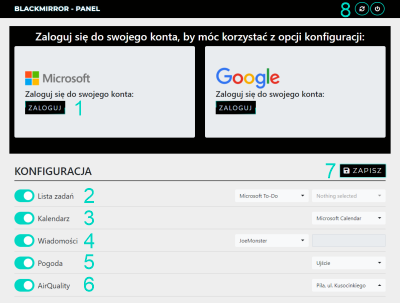 BLACKMIRROR - PANEL 8
Zaloguj się do swojego konta, by móc korzystać z opcji konfiguracji:
Microsoft
Zaloguj się do swojego konta:
ZALOGUJ 1
Google
Zaloguj się do swojego konta:
ZALOGUJ
KONFIGURACJA 7 ZAPISZ
Lista zadań 2 Microsoft To-Do Nothing selected
Kalendarz 3 Microsoft Calendar
Wiadomości 4 JoeMonster
Pogoda 5 Ujście
AirQuality 6 Piła, ul. Kusocińskiego